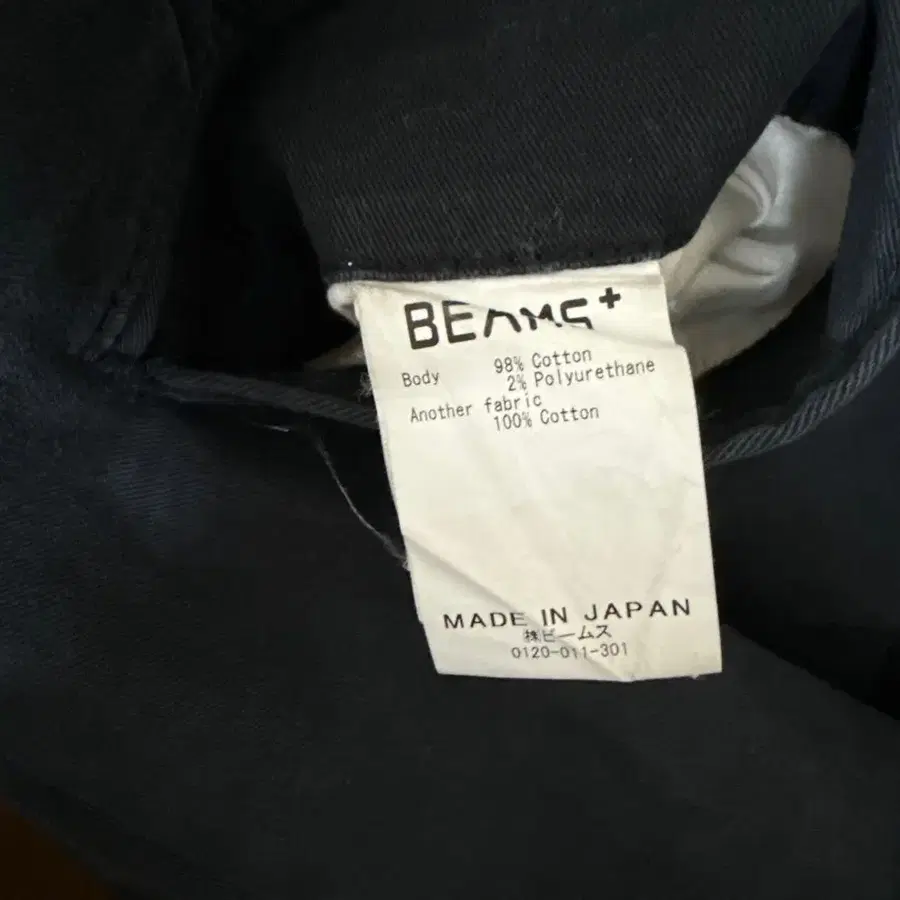 BEAMS+
Body 98% Cotton
2% Polyurethane
Another fabric
100% Cotton
MADE IN JAPAN
㈱ビームス
0120-011-301